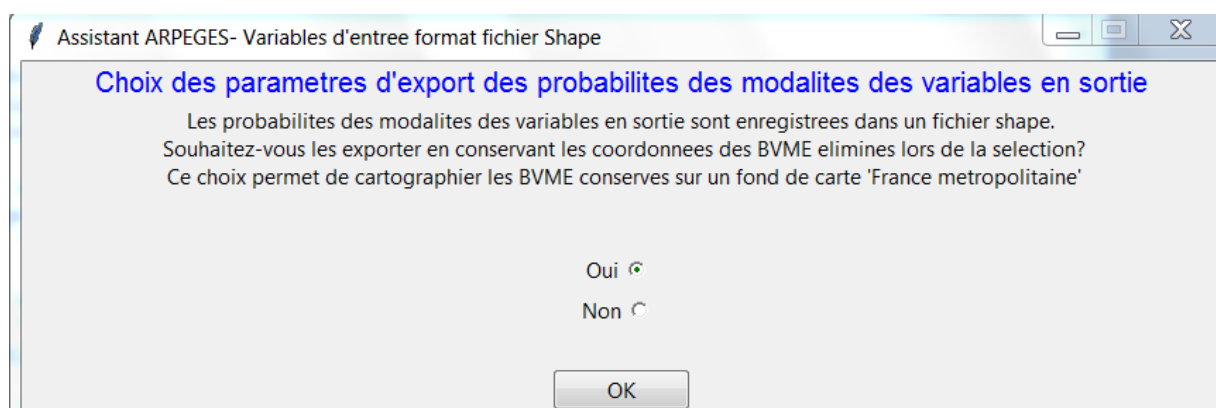 Assistant ARPEGES- Variables d'entree format fichier Shape
Choix des parametres d'export des probabilites des modalites des variables en sortie
Les probabilites des modalites des variables en sortie sont enregistrees dans un fichier shape.
Souhaitez-vous les exporter en conservant les coordonnees des BVME elimines lors de la selection?
Ce choix permet de cartographier les BVME conserves sur un fond de carte 'France metropolitaine'
Oui
Non
OK